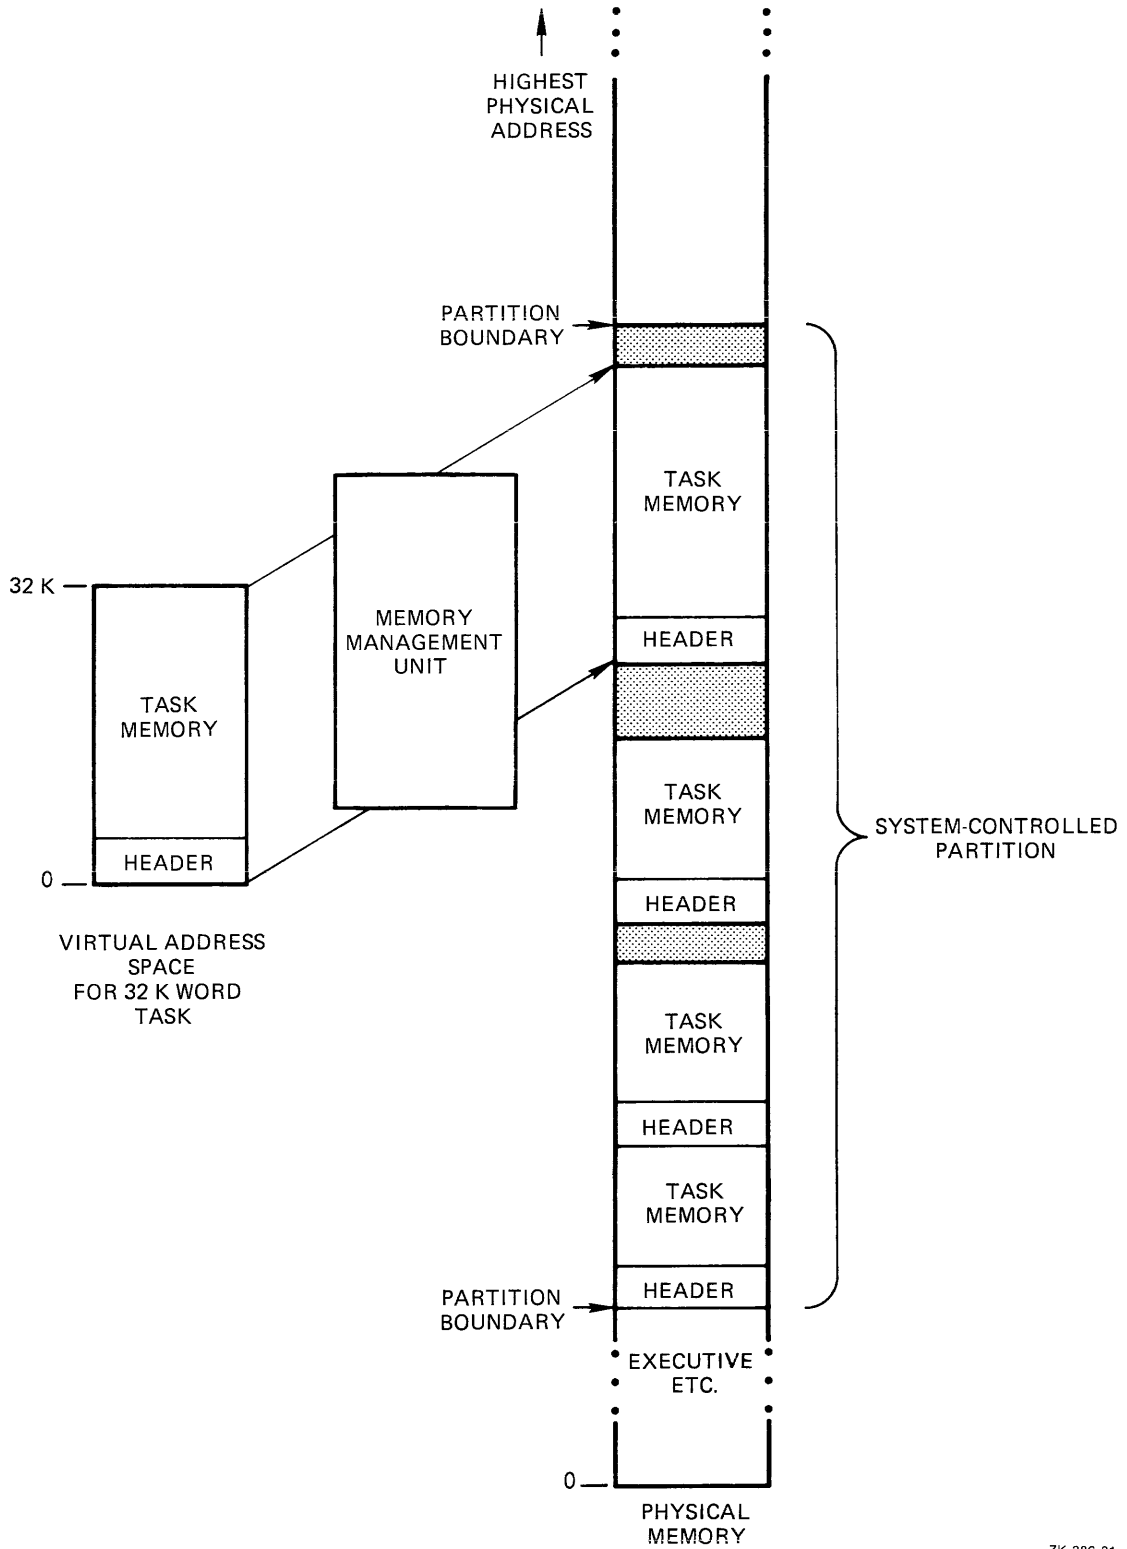 HIGHEST
PHYSICAL
ADDRESS
PARTITION
BOUNDARY
TASK
MEMORY
32 K
MEMORY
MANAGEMENT
UNIT
HEADER
TASK
MEMORY
TASK
MEMORY
SYSTEM-CONTROLLED
PARTITION
HEADER
0
HEADER
VIRTUAL ADDRESS
SPACE
FOR 32 K WORD
TASK
TASK
MEMORY
HEADER
TASK
MEMORY
HEADER
PARTITION
BOUNDARY
EXECUTIVE
ETC.
0
PHYSICAL
MEMORY